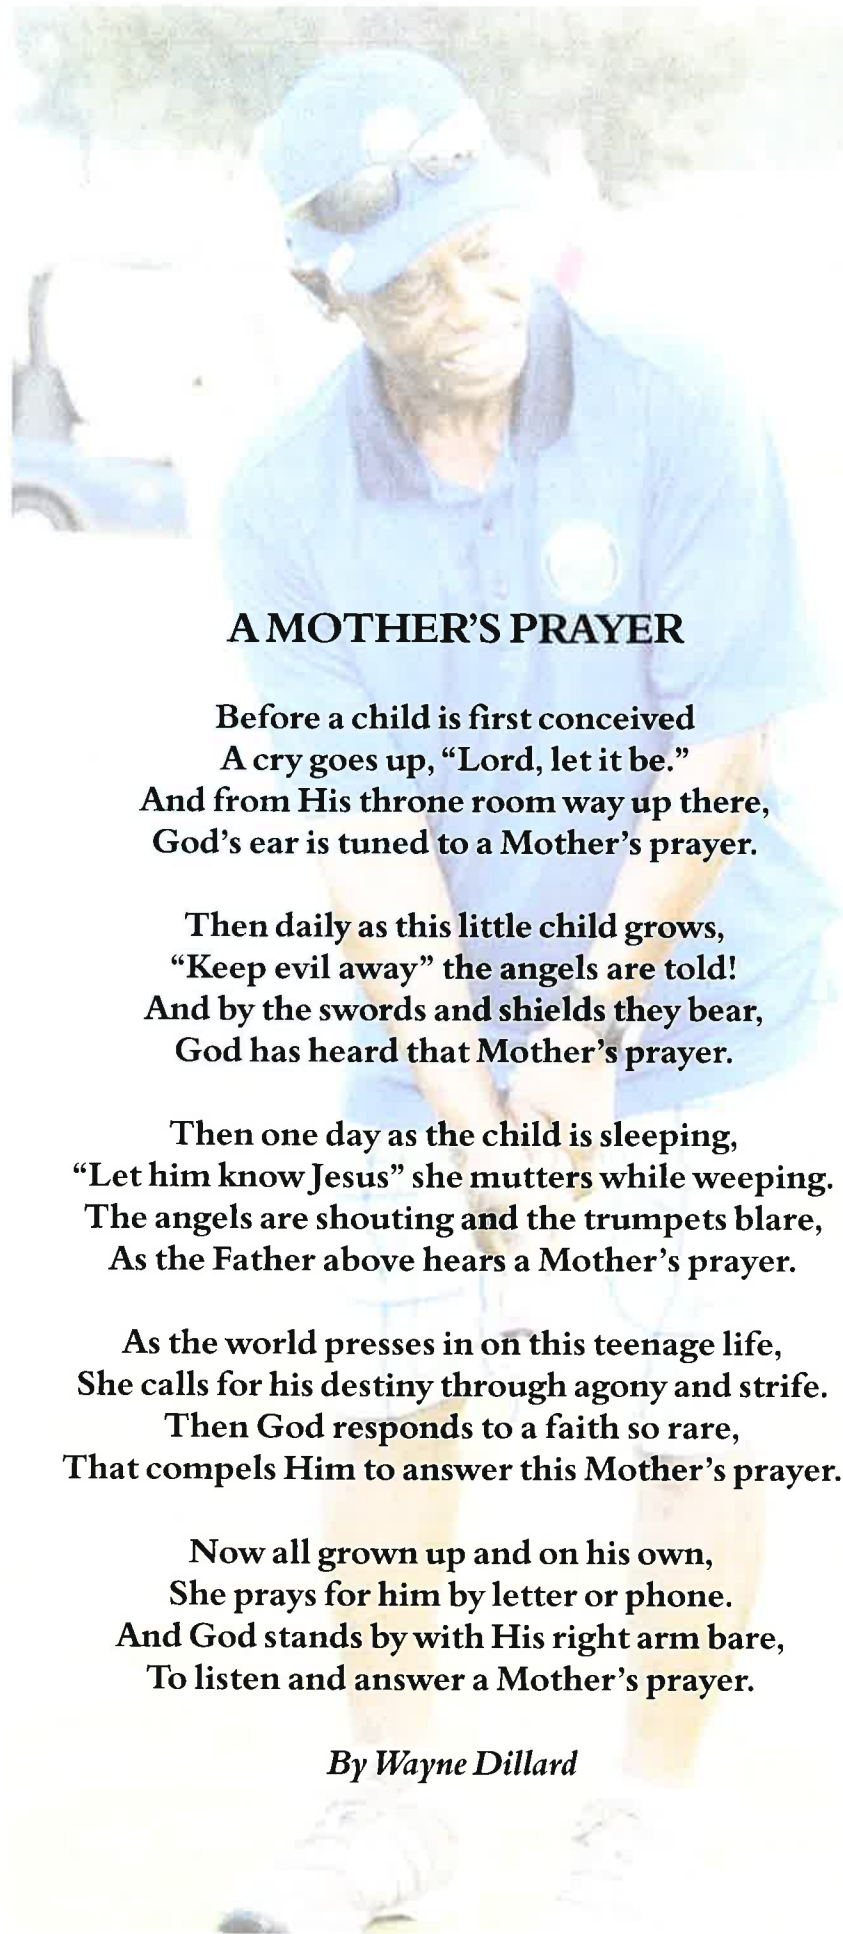 A MOTHER'S PRAYER
Before a child is first conceived
A cry goes up, “Lord, let it be.”
And from His throne room way up there,
God's ear is tuned to a Mother's prayer.
Then daily as this little child grows,
“Keep evil away” the angels are told!
And by the swords and shields they bear,
God has heard that Mother's prayer.
Then one day as the child is sleeping,
“Let him know Jesus” she mutters while weeping.
The angels are shouting and the trumpets blare,
As the Father above hears a Mother's prayer.
As the world presses in on this teenage life,
She calls for his destiny through agony and strife.
Then God responds to a faith so rare,
That compels Him to answer this Mother's prayer.
Now all grown up and on his own,
She prays for him by letter or phone.
And God stands by with His right arm bare,
To listen and answer a Mother's prayer.
By Wayne Dillard